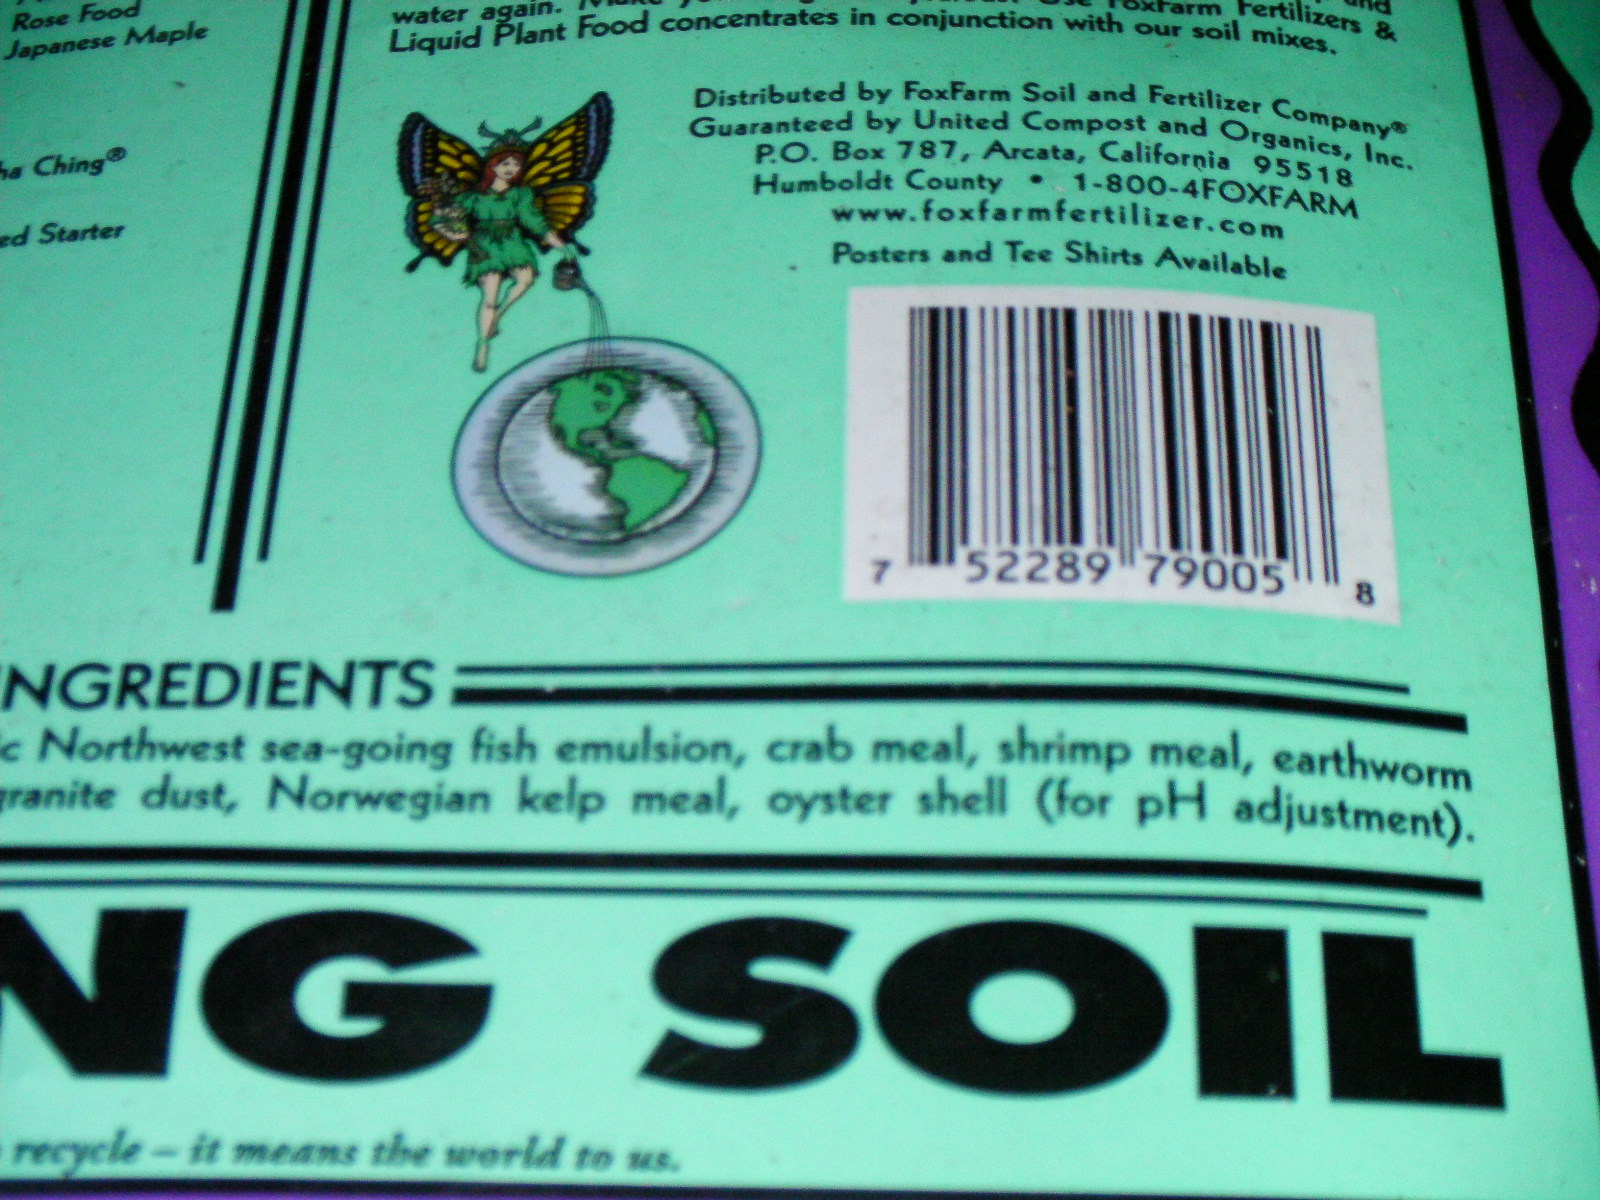 Rose Food
Japanese Maple
Ching®
Starter
water again. Use FoxFarm Fertilizers &
Liquid Plant Food concentrates in conjunction with our soil mixes.
Distributed by FoxFarm Soil and Fertilizer Company®
Guaranteed by United Compost and Organics, Inc.
P.O. Box 787, Arcata, California 95518
Humboldt County • 1-800-4FOXFARM
www.foxfarmfertilizer.com
Posters and Tee Shirts Available
7 52289 79005 8
NGREDIENTS
ic Northwest sea-going fish emulsion, crab meal, shrimp meal, earthworm
granite dust, Norwegian kelp meal, oyster shell (for pH adjustment).
NG SOIL
recycle – it means the world to us.